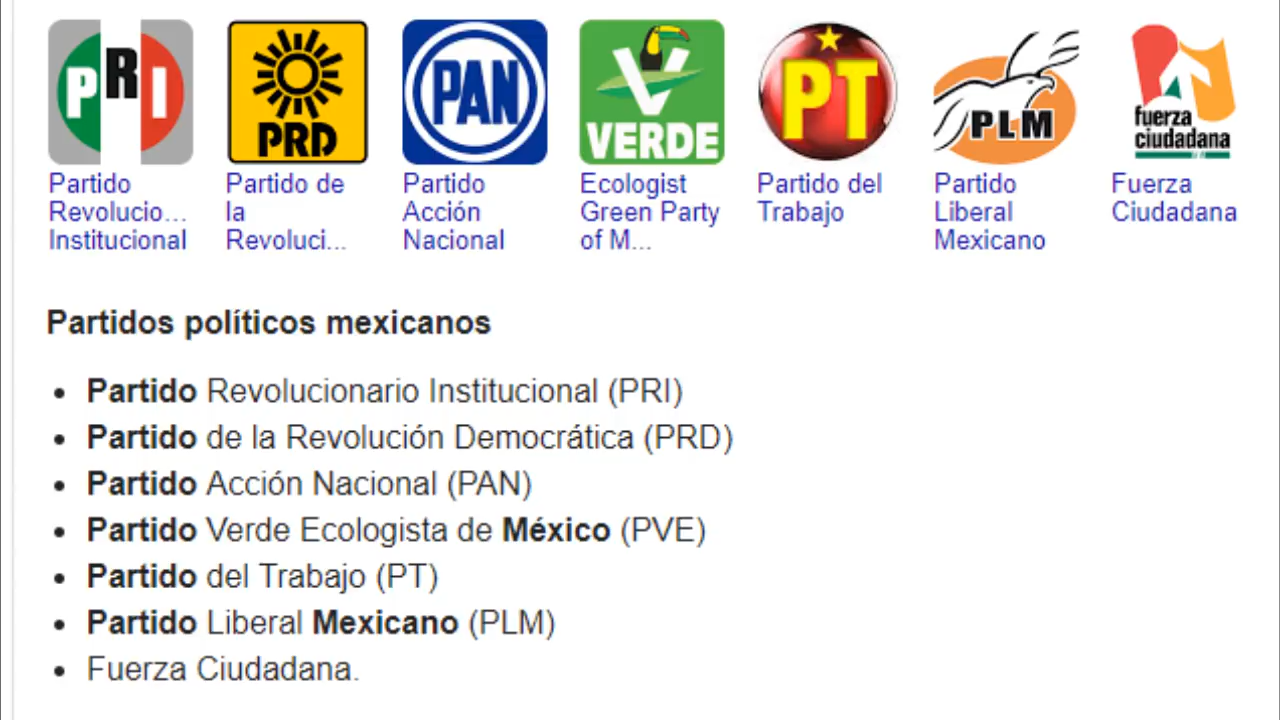 PRI
PRD
PAN
VERDE
PT
PLM
fuerza
ciudadana
Partido
Revolucio...
Institucional
Partido de
la
Revoluci...
Partido
Acción
Nacional
Ecologist
Green Party
of M...
Partido del
Trabajo
Partido
Liberal
Mexicano
Fuerza
Ciudadana
Partidos políticos mexicanos
• Partido Revolucionario Institucional (PRI)
• Partido de la Revolución Democrática (PRD)
• Partido Acción Nacional (PAN)
• Partido Verde Ecologista de México (PVE)
• Partido del Trabajo (PT)
• Partido Liberal Mexicano (PLM)
• Fuerza Ciudadana.